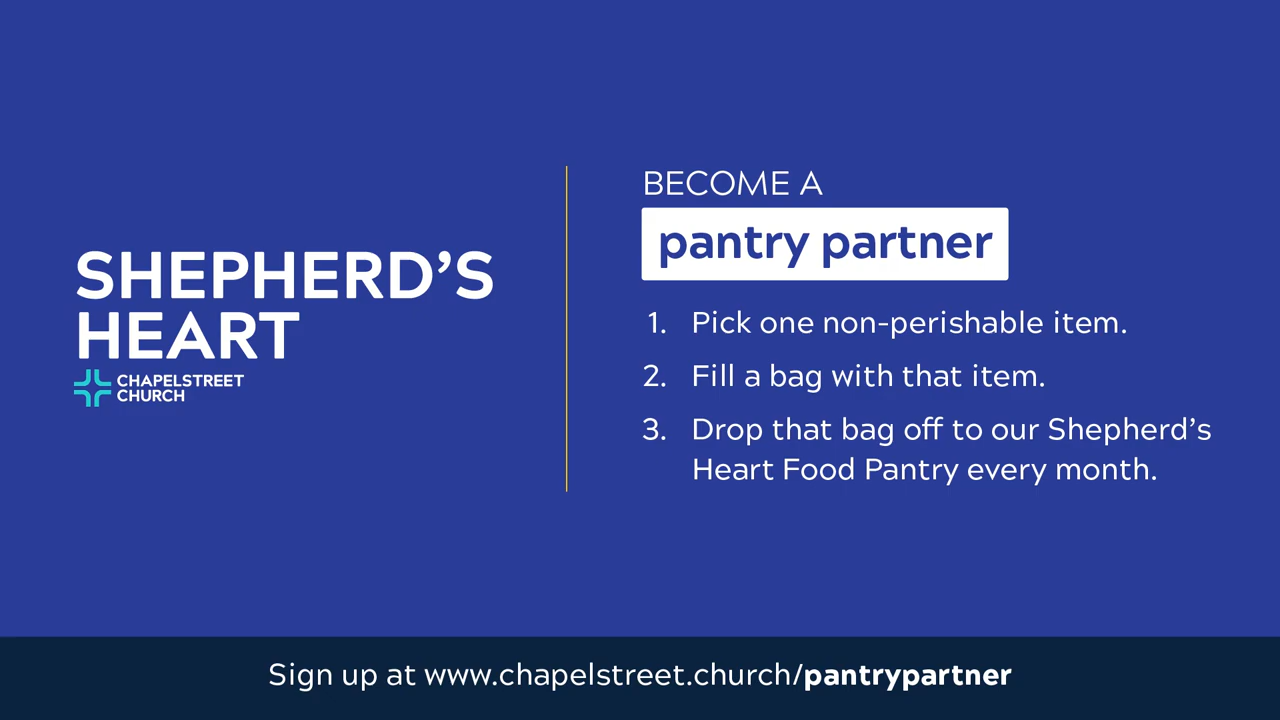 SHEPHERD’S
HEART
CHAPELSTREET
CHURCH
BECOME A
pantry partner
1. Pick one non-perishable item.
2. Fill a bag with that item.
3. Drop that bag off to our Shepherd’s
Heart Food Pantry every month.
Sign up at www.chapelstreet.church/pantrypartner